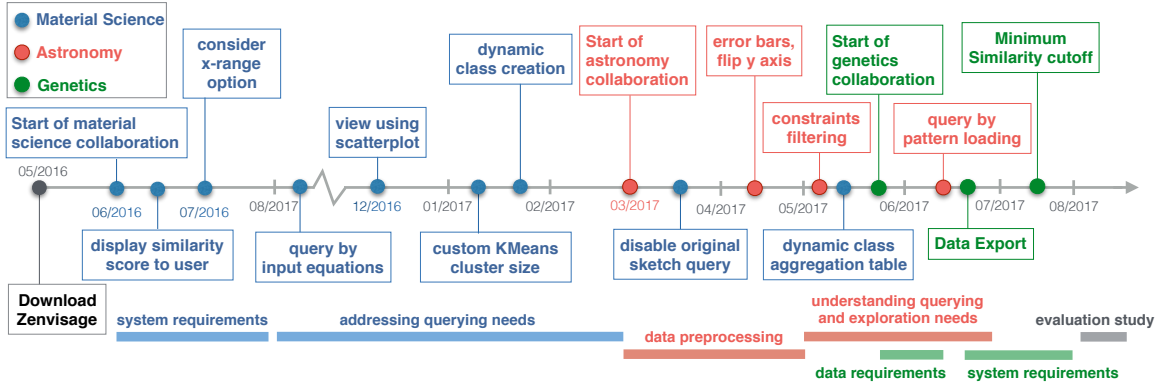 Material Science
Astronomy
Genetics
consider
x-range
option
dynamic
class creation
Start of
astronomy
collaboration
error bars,
flip y axis
Start of
genetics
collaboration
Minimum
Similarity cutoff
Start of material
science collaboration
view using
scatterplot
constraints
filtering
query by
pattern loading
05/2016
06/2016
07/2016
08/2017
12/2016
01/2017
02/2017
03/2017
04/2017
05/2017
06/2017
07/2017
08/2017
display similarity
score to user
query by
input equations
custom KMeans
cluster size
disable original
sketch query
dynamic class
aggregation table
Data Export
Download
Zenvisage
system requirements
addressing querying needs
data preprocessing
understanding querying
and exploration needs
evaluation study
data requirements
system requirements